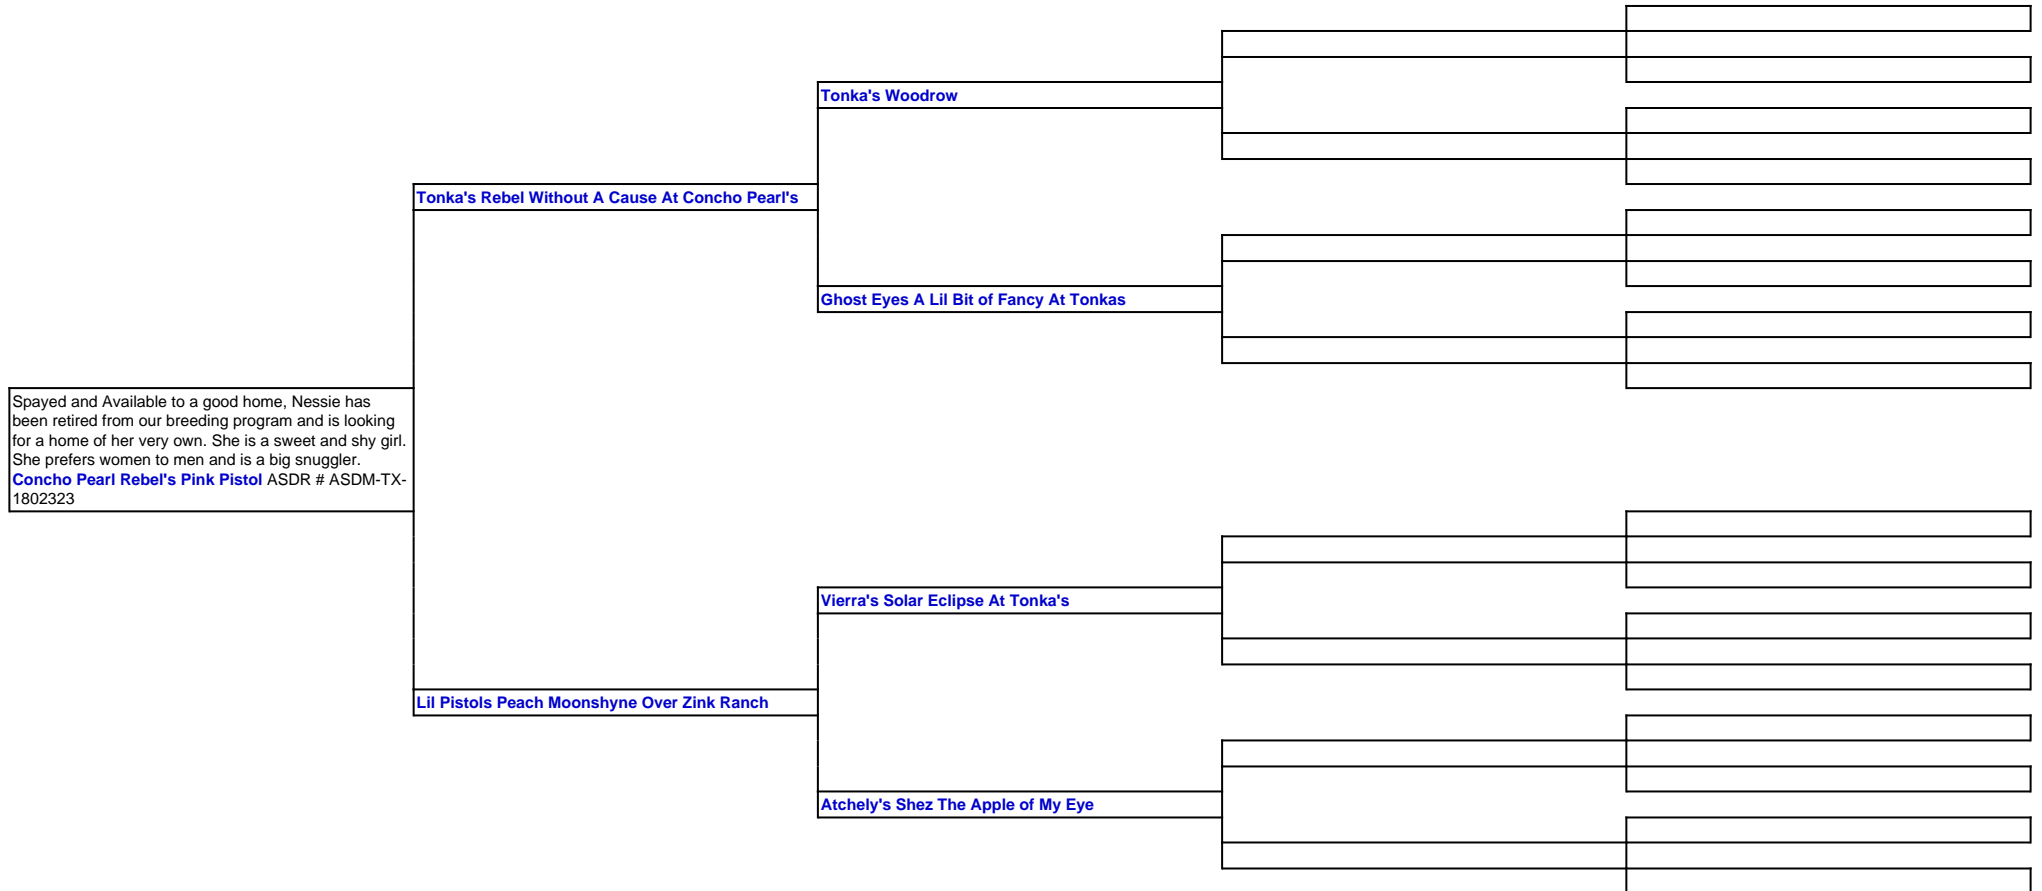 Tonka's Woodrow
Tonka's Rebel Without A Cause At Concho Pearl's
Ghost Eyes A Lil Bit of Fancy At Tonkas
Spayed and Available to a good home, Nessie has
been retired from our breeding program and is looking
for a home of her very own. She is a sweet and shy girl.
She prefers women to men and is a big snuggler.
Concho Pearl Rebel's Pink Pistol ASDR # ASDM-TX-
1802323
Vierra's Solar Eclipse At Tonka's
Lil Pistols Peach Moonshyne Over Zink Ranch
Atchely's Shez The Apple of My Eye